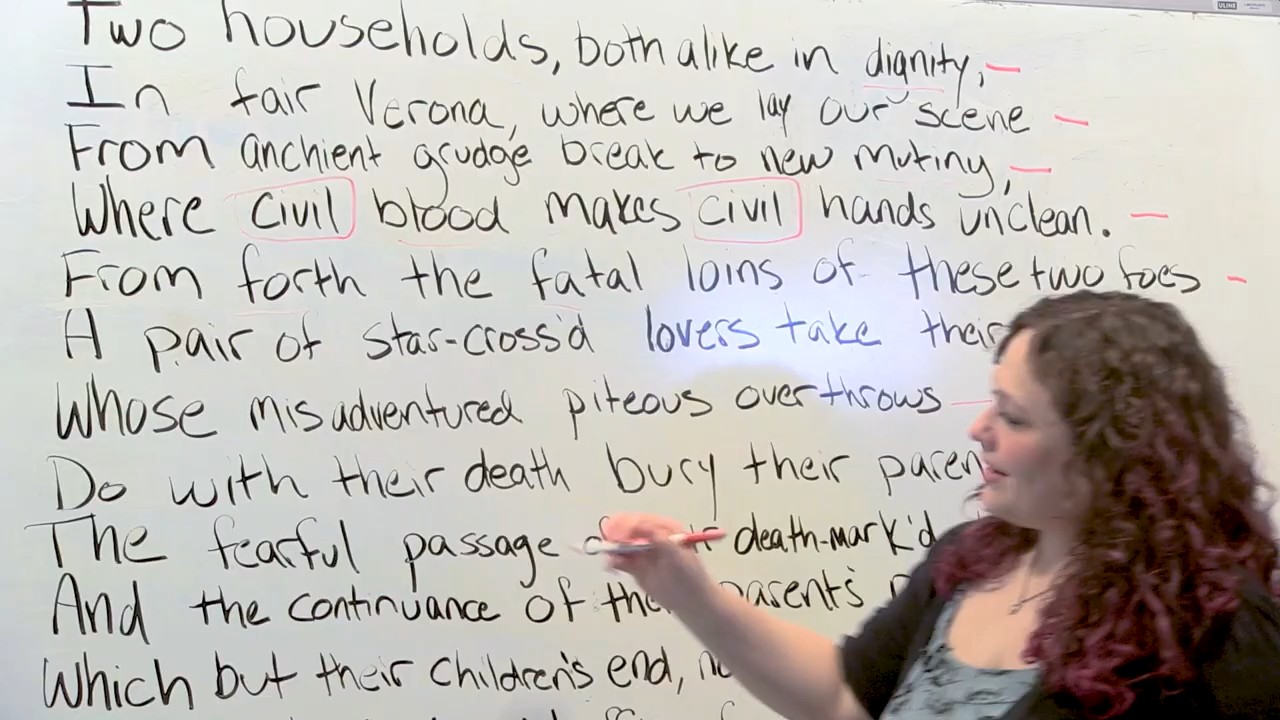 Two households, both alike in dignity,
In fair Verona, where we lay our scene
From anchient grudge break to new mutiny,
Where civil blood makes civil hands unclean.
From forth the fatal loins of these two foes
A pair of star-cross'd lovers take their
Whose misadventured piteous overthrows
Do with their death bury their
The fearful passage death-mark'd
And the continuance of parent's
Which but their children's end,
ULINE